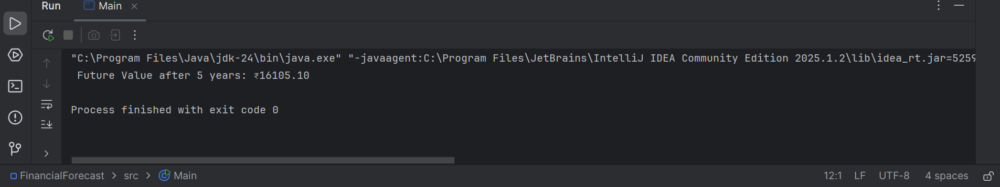 Run Main
"C:\Program Files\Java\jdk-24\bin\java.exe" "-javaagent:C:\Program Files\JetBrains\IntelliJ IDEA Community Edition 2025.1.2\lib\idea_rt.jar=5259
Future Value after 5 years: ₹16105.10
Process finished with exit code 0
FinancialForecast > src > Main 12:1 LF UTF-8 4 spaces